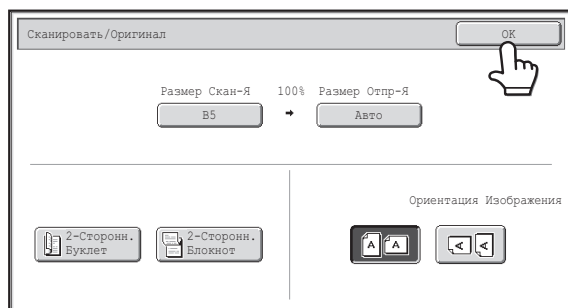 Сканировать/Оригинал
OK
Размер Скан-Я 100% Размер Отпр-Я
B5 → Авто
Ориентация Изображения
2-Сторонн.
Буклет
2-Сторонн.
Блокнот
A A
A A